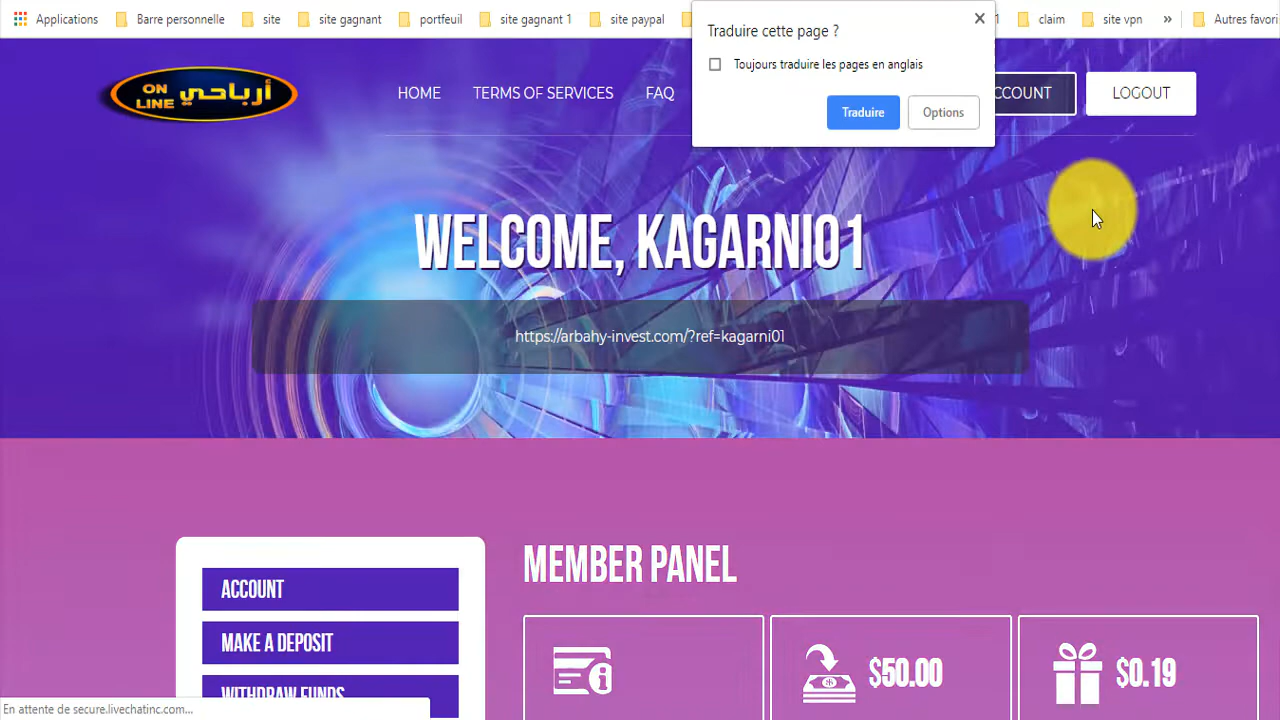 Applications
Barre personnelle
site
site gagnant
portfeuil
site gagnant 1
site paypal
1
claim
site vpn
»
Autres favori
Traduire cette page ?
Toujours traduire les pages en anglais
Traduire
Options
ON LINE أرباحي
HOME
TERMS OF SERVICES
FAQ
CCOUNT
LOGOUT
WELCOME, KAGARNI01
https://arbahy-invest.com/?ref=kagarni01
MEMBER PANEL
ACCOUNT
MAKE A DEPOSIT
WITHDRAW FUNDS
$50.00
$0.19
En attente de secure.livechatinc.com...